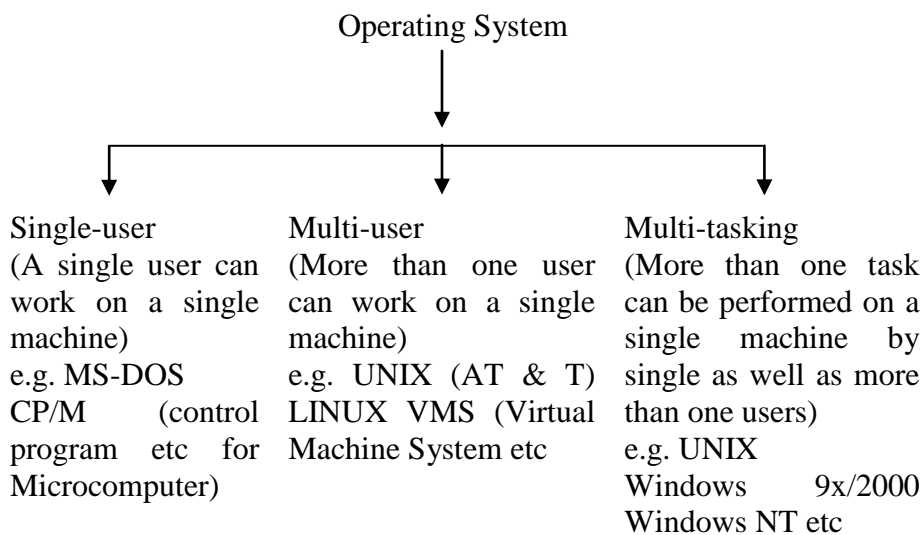 Operating System
Single-user
(A single user can
work on a single
machine)
e.g. MS-DOS
CP/M (control
program etc for
Microcomputer)
Multi-user
(More than one user
can work on a single
machine)
e.g. UNIX (AT & T)
LINUX VMS (Virtual
Machine System etc
Multi-tasking
(More than one task
can be performed on a
single machine by
single as well as more
than one users)
e.g. UNIX
Windows 9x/2000
Windows NT etc